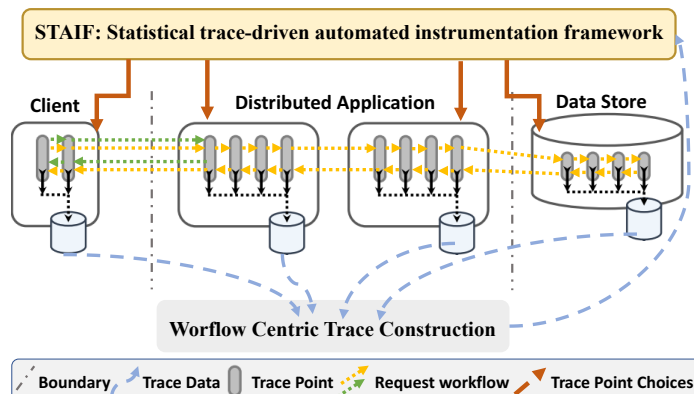 STAIF: Statistical trace-driven automated instrumentation framework
Client
Distributed Application
Data Store
Worflow Centric Trace Construction
Boundary
Trace Data
Trace Point
Request workflow
Trace Point Choices